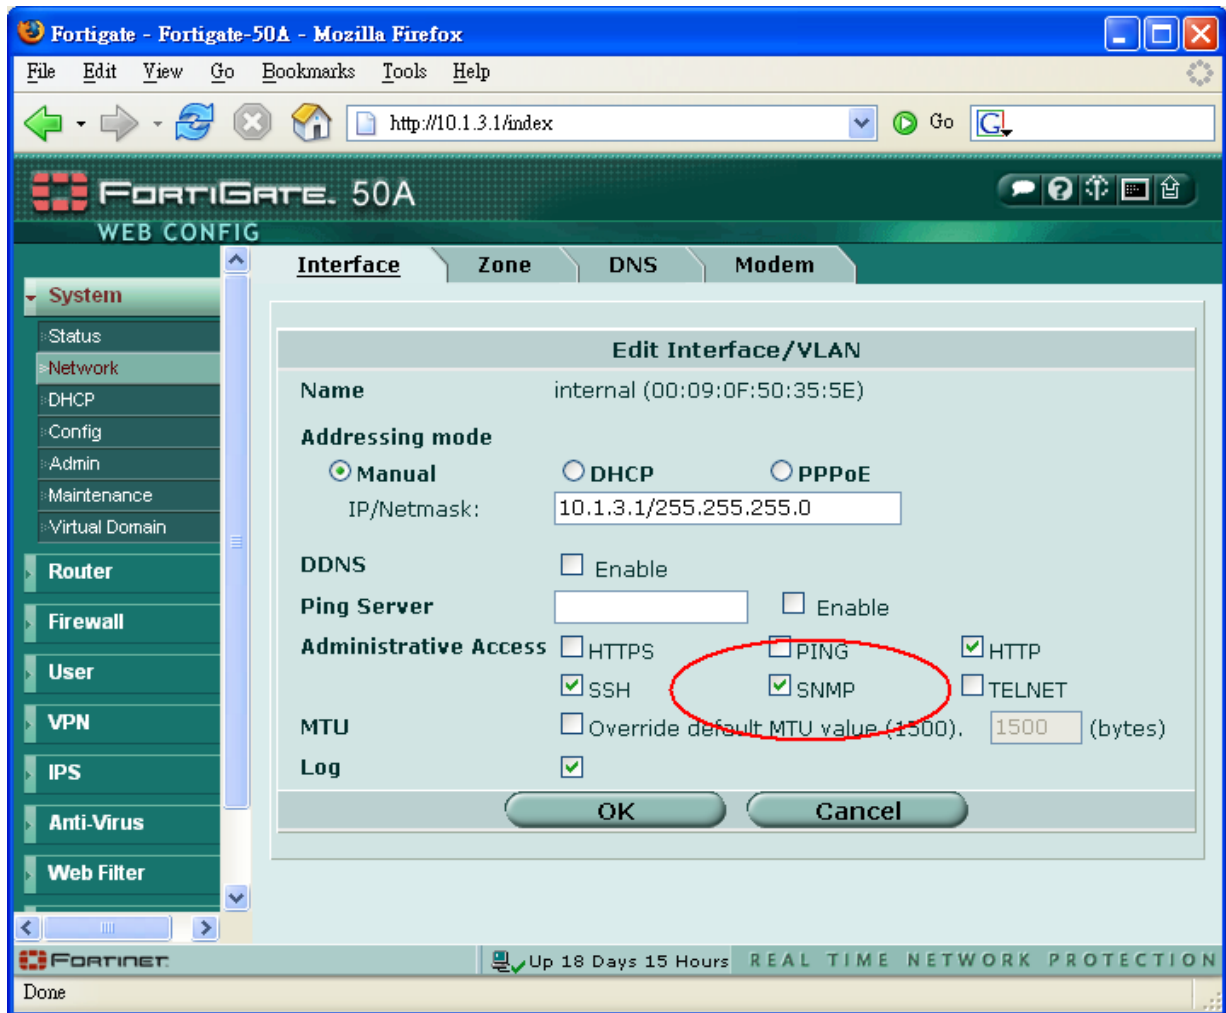 Fortigate - Fortigate-50A - Mozilla Firefox
File Edit View Go Bookmarks Tools Help
http://10.1.3.1/index Go G
FORTIGATE. 50A
WEB CONFIG
Interface Zone DNS Modem
System
Status
Network
DHCP
Config
Admin
Maintenance
Virtual Domain
Router
Firewall
User
VPN
IPS
Anti-Virus
Web Filter
Edit Interface/VLAN
Name internal (00:09:0F:50:35:5E)
Addressing mode
Manual DHCP PPPoE
IP/Netmask: 10.1.3.1/255.255.255.0
DDNS Enable
Ping Server Enable
Administrative Access HTTPS PING HTTP
SSH SNMP TELNET
MTU Override default MTU value (1500). 1500 (bytes)
Log
OK Cancel
FORTINET Up 18 Days 15 Hours REAL TIME NETWORK PROTECTION
Done